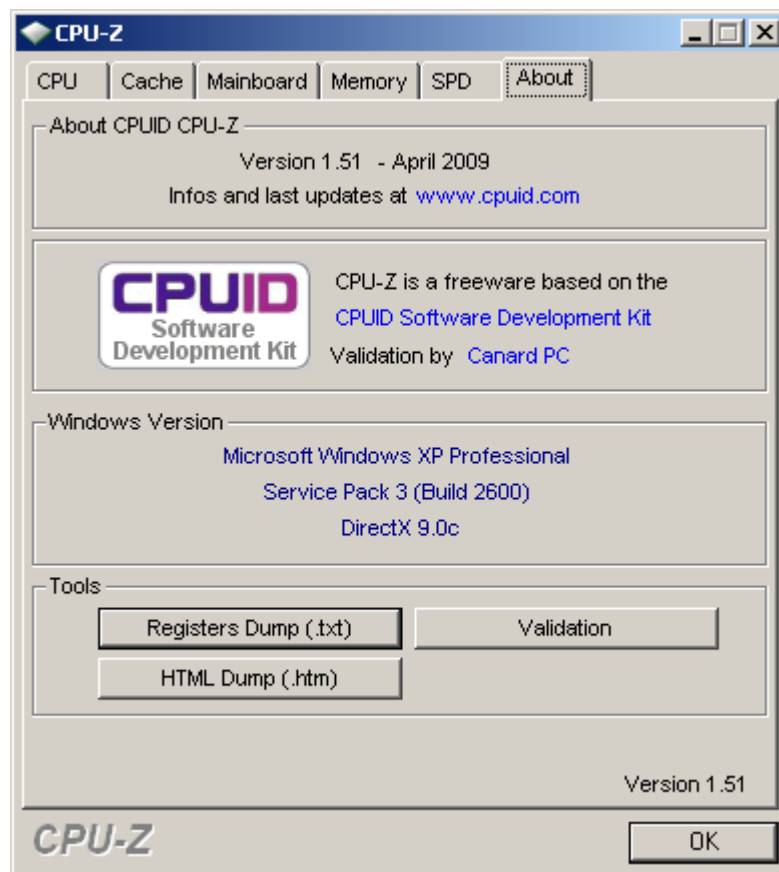 CPU-Z
CPU Cache Mainboard Memory SPD About
About CPUID CPU-Z
Version 1.51 - April 2009
Infos and last updates at www.cpuid.com
CPUID
Software
Development Kit
CPU-Z is a freeware based on the
CPUID Software Development Kit
Validation by Canard PC
Windows Version
Microsoft Windows XP Professional
Service Pack 3 (Build 2600)
DirectX 9.0c
Tools
Registers Dump (.txt) Validation
HTML Dump (.htm)
Version 1.51
CPU-Z OK